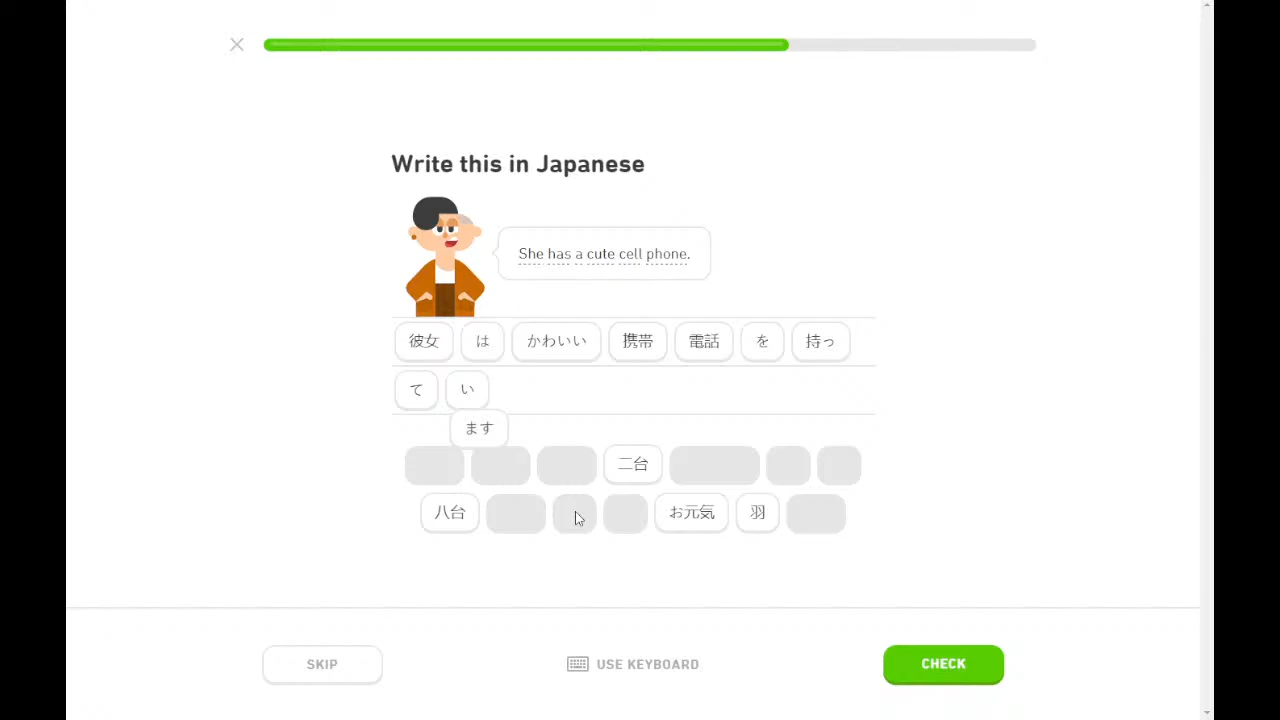 Write this in Japanese
She has a cute cell phone.
彼女 は かわいい 携帯 電話 を 持っ
て い
ます
二台
八台 お元気 羽
SKIP USE KEYBOARD CHECK